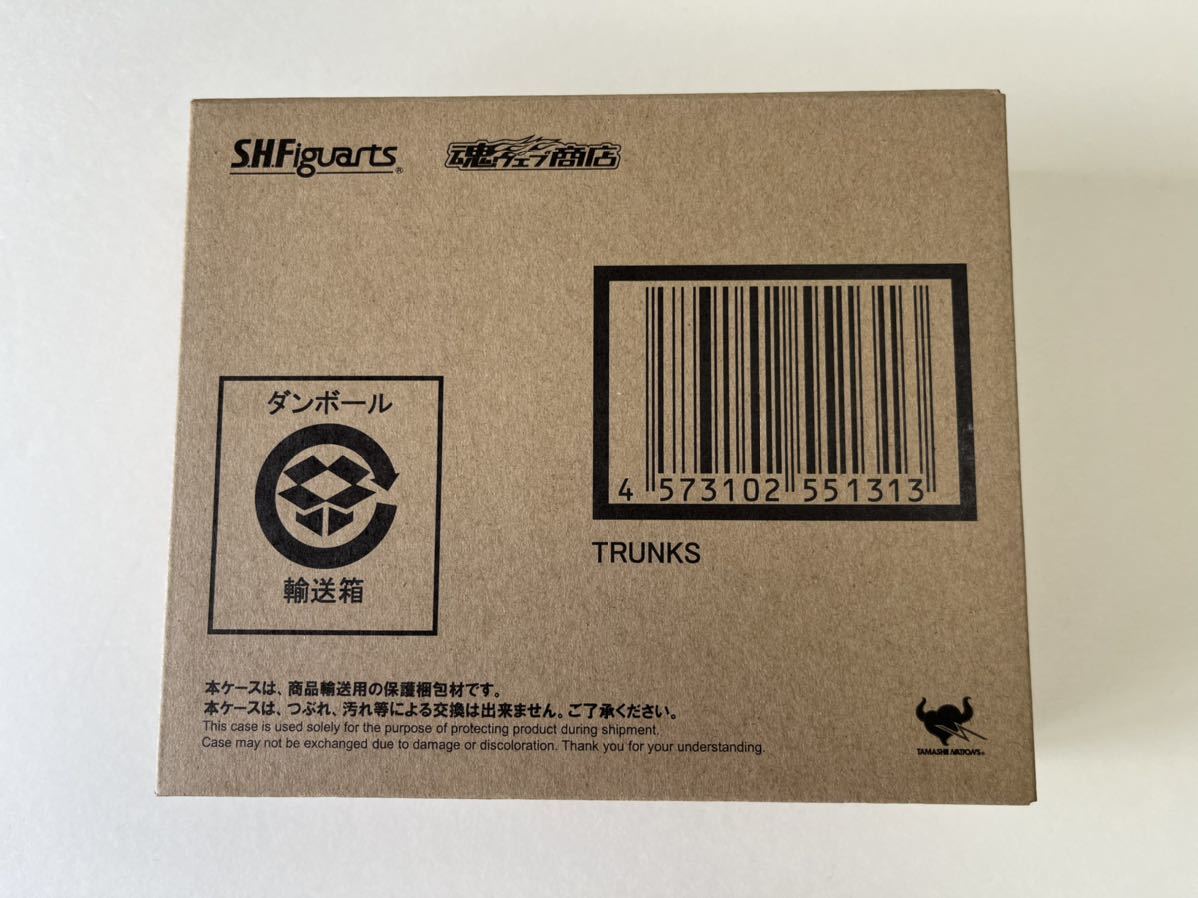 S.H.Figuarts®
魂ウェブ商店
4 573102 551313
TRUNKS
ダンボール
輸送箱
本ケースは、商品輸送用の保護梱包材です。
本ケースは、つぶれ、汚れ等による交換は出来ません。ご了承ください。
This case is used solely for the purpose of protecting product during shipment.
Case may not be exchanged due to damage or discoloration. Thank you for your understanding.
TAMASHII NATIONS®